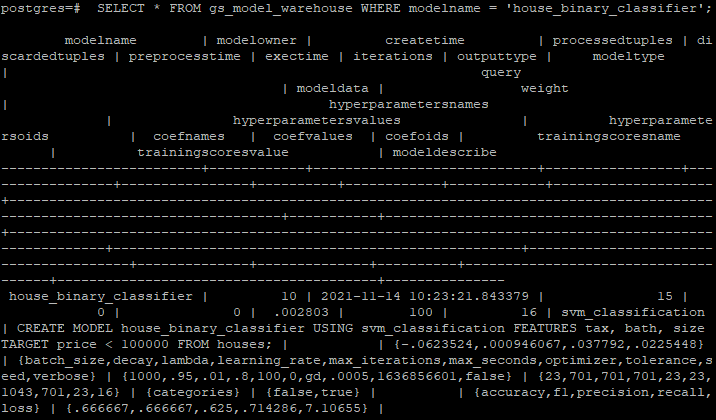 postgres=#  SELECT * FROM gs_model_warehouse WHERE modelname = 'house_binary_classifier';
        modelname        | modelowner |         createtime         | processedtuples | di
scardedtuples | preprocesstime | exectime | iterations | outputtype |     modeltype
|                                                            query
                                   | modeldata |                 weight
|                                        hyperparametersnames
             |               hyperparametersvalues               |          hyperparamete
rsoids          | coefnames  | coefvalues | coefoids |            trainingscoresname
      |          trainingscoresvalue           | modeldescribe
-------------------------+------------+----------------------------+-----------------+---
--------------+----------------+----------+------------+------------+--------------------
+----------------------------------------------------------------------------------------
-----------------------------------+-----------+-----------------------------------------
+----------------------------------------------------------------------------------------
-------------+---------------------------------------------------+-----------------------
----------------+------------+------------+----------+-----------------------------------
------+----------------------------------------+---------------
 house_binary_classifier |         10 | 2021-11-14 10:23:21.843379 |              15 |
            0 |              0 |  .002803 |        100 |         16 | svm_classification
| CREATE MODEL house_binary_classifier USING svm_classification FEATURES tax, bath, size
TARGET price < 100000 FROM houses; |           | {-.0623524,.000946067,.037792,.0225448}
| {batch_size,decay,lambda,learning_rate,max_iterations,max_seconds,optimizer,tolerance,s
eed,verbose} | {1000,.95,.01,.8,100,0,gd,.0005,1636856601,false} | {23,701,701,701,23,23,
1043,701,23,16} | {categories} | {false,true} |          | {accuracy,f1,precision,recall,
loss} | {.666667,.666667,.625,.714286,7.10655} |